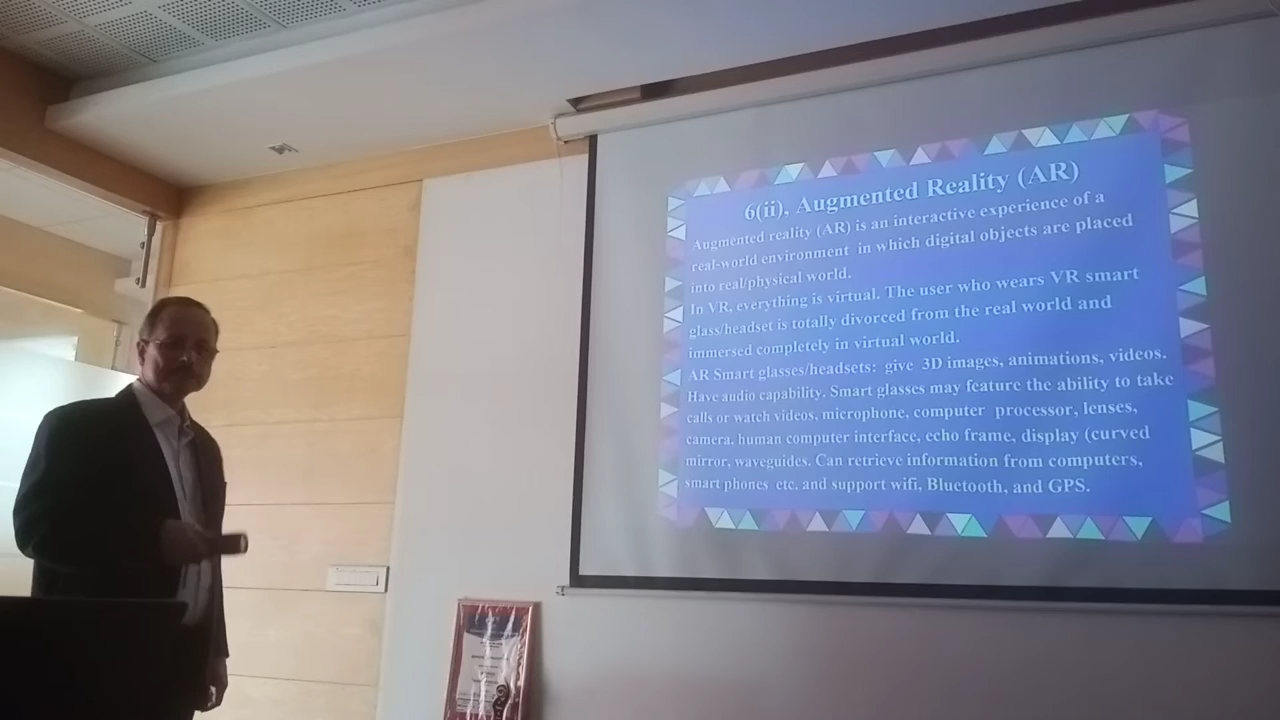 6(ii), Augmented Reality (AR)
Augmented reality (AR) is an interactive experience of a
real-world environment in which digital objects are placed
into real/physical world.
In VR, everything is virtual. The user who wears VR smart
glass/headset is totally divorced from the real world and
immersed completely in virtual world.
AR Smart glasses/headsets: give 3D images, animations, videos.
Have audio capability. Smart glasses may feature the ability to take
calls or watch videos, microphone, computer processor, lenses,
camera, human computer interface, echo frame, display (curved
mirror, waveguides. Can retrieve information from computers,
smart phones etc. and support wifi, Bluetooth, and GPS.